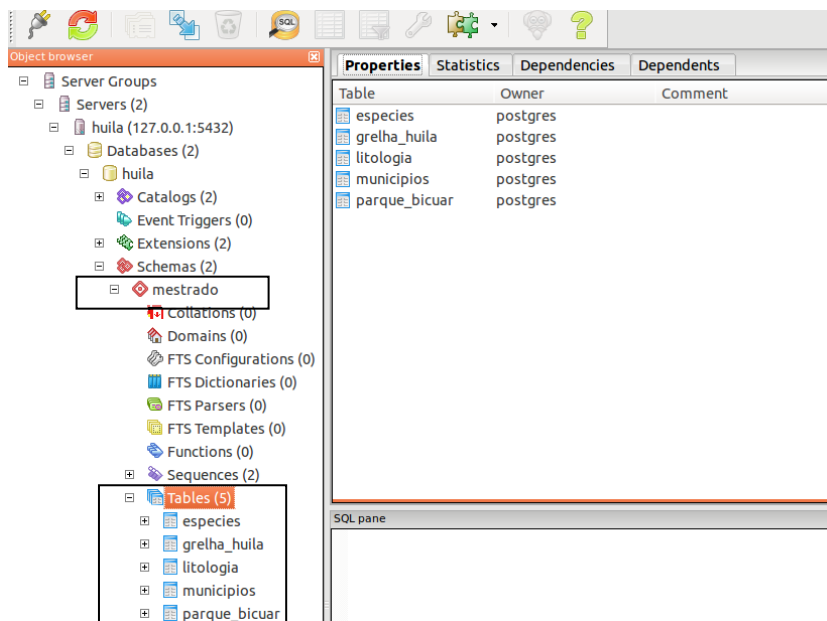 SQL
Object browser
Server Groups
Servers (2)
huila (127.0.0.1:5432)
Databases (2)
huila
Catalogs (2)
Event Triggers (0)
Extensions (2)
Schemas (2)
mestrado
Collations (0)
Domains (0)
FTS Configurations (0)
FTS Dictionaries (0)
FTS Parsers (0)
FTS Templates (0)
Functions (0)
Sequences (2)
Tables (5)
especies
grelha_huila
litologia
municipios
parque_bicuar
Properties Statistics Dependencies Dependents
Table Owner Comment
especies postgres
grelha_huila postgres
litologia postgres
municipios postgres
parque_bicuar postgres
SQL pane